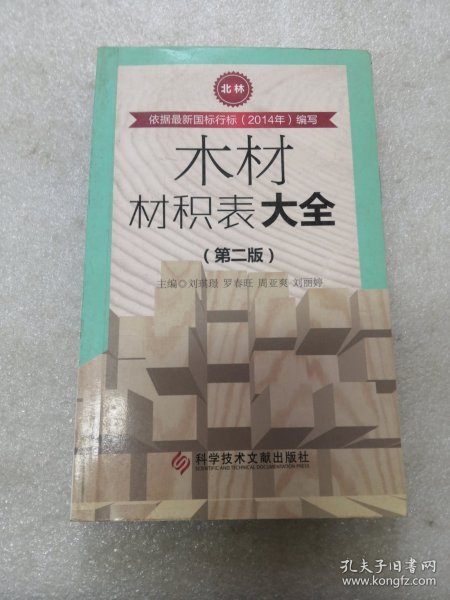 北林
依据最新国标行标（2014年）编写
木材
材积表大全
（第二版）
主编◎刘琪璟 罗春旺 周亚爽 刘丽婷
科学技术文献出版社
SCIENTIFIC AND TECHNICAL DOCUMENTATION PRESS
孔夫子旧书网
www.kongfz.com